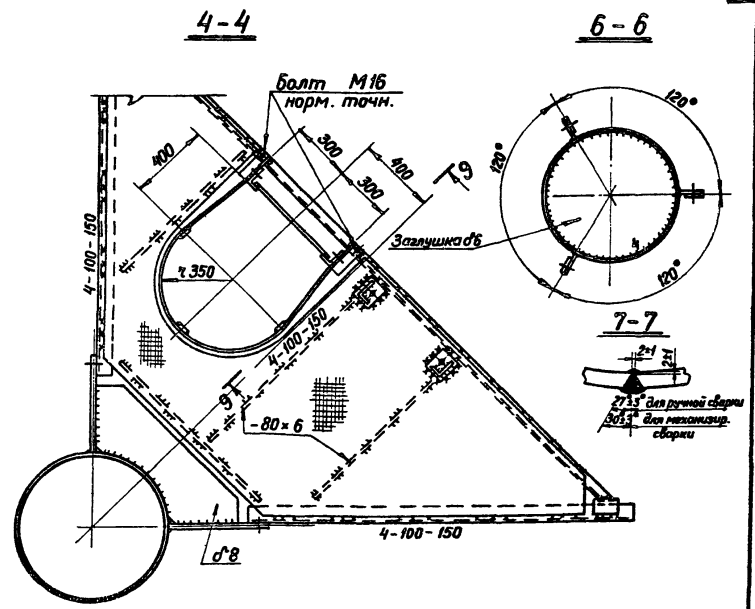 4-4
Болт М16
норм. точн.
400
300
300
400
9
4-100-150
r 350
4-100-150
9
-80×6
δ8
4-100-150
6-6
120°
120°
120°
Заглушка δ6
4
7-7
2±1
2±1
27±3° для ручной сварки
30±3° для механизир.
сварки